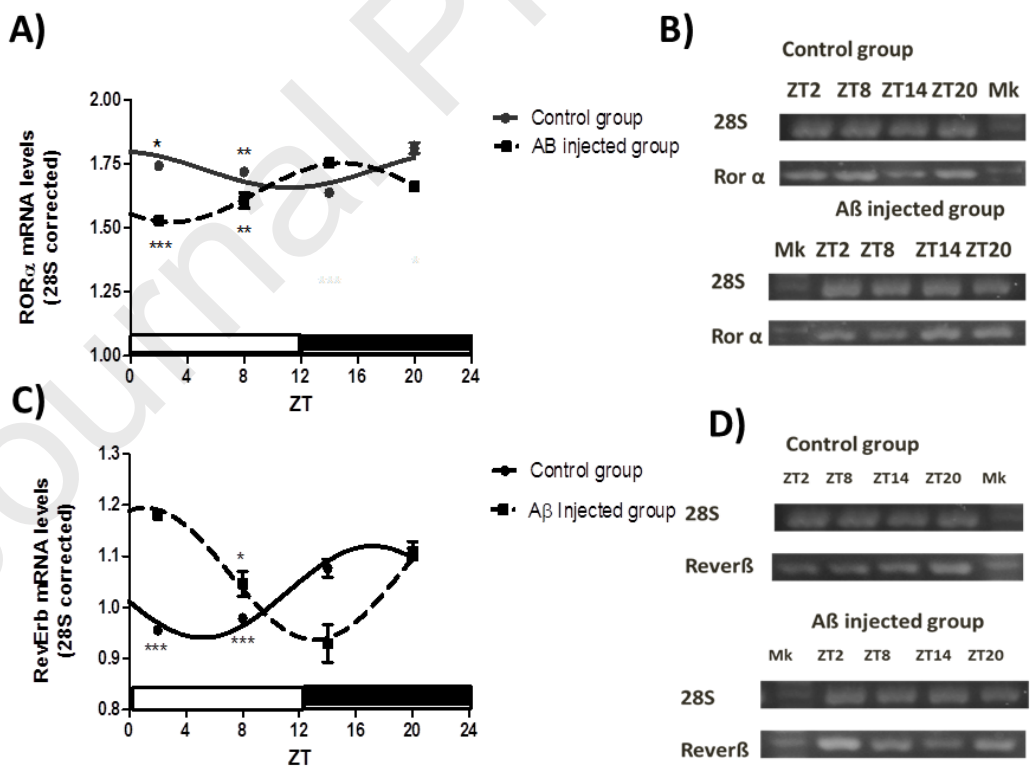 A)
RORα mRNA levels
(28S corrected)
2.00
1.75
1.50
1.25
1.00
* **
*** **
***
*
0 4 8 12 16 20 24
ZT
Control group
AB injected group
B)
Control group
ZT2 ZT8 ZT14 ZT20 Mk
28S
Ror α
Aß injected group
Mk ZT2 ZT8 ZT14 ZT20
28S
Ror α
C)
RevErb mRNA levels
(28S corrected)
1.3
1.2
1.1
1.0
0.9
0.8
*
*** ***
0 4 8 12 16 20 24
ZT
Control group
Aβ Injected group
D)
Control group
ZT2 ZT8 ZT14 ZT20 Mk
28S
Reverß
Aß injected group
Mk ZT2 ZT8 ZT14 ZT20
28S
Reverß
Journal P